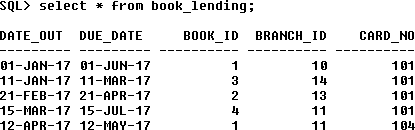 SQL> select * from book_lending;
DATE_OUT DUE_DATE BOOK_ID BRANCH_ID CARD_NO
--------- --------- ---------- ---------- ----------
01-JAN-17 01-JUN-17 1 10 101
11-JAN-17 11-MAR-17 3 14 101
21-FEB-17 21-APR-17 2 13 101
15-MAR-17 15-JUL-17 4 11 101
12-APR-17 12-MAY-17 1 11 104